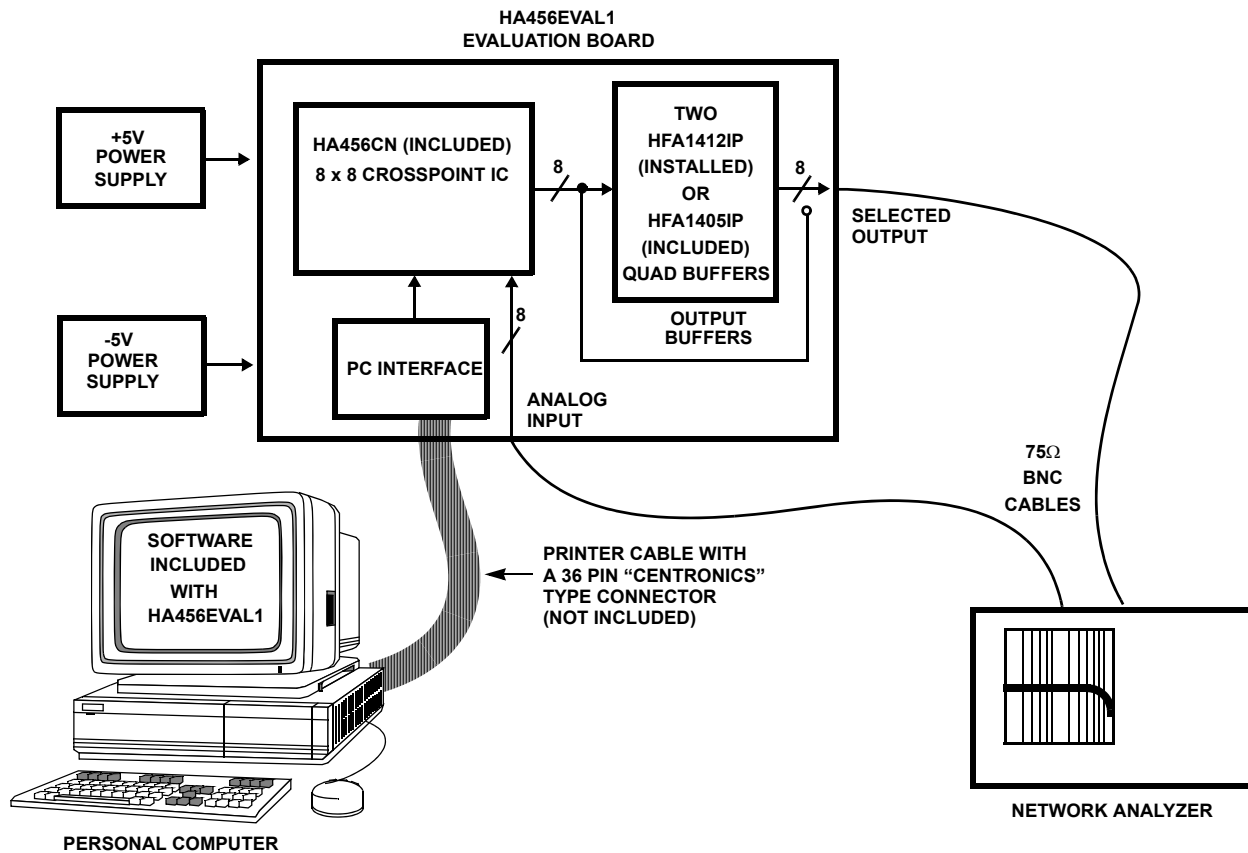 HA456EVAL1
EVALUATION BOARD
+5V
POWER
SUPPLY
HA456CN (INCLUDED)
8 x 8 CROSSPOINT IC
8
TWO
HFA1412IP
(INSTALLED)
OR
HFA1405IP
(INCLUDED)
QUAD BUFFERS
8
SELECTED
OUTPUT
-5V
POWER
SUPPLY
PC INTERFACE
8
OUTPUT
BUFFERS
ANALOG
INPUT
75Ω
BNC
CABLES
SOFTWARE
INCLUDED
WITH
HA456EVAL1
PRINTER CABLE WITH
A 36 PIN “CENTRONICS”
TYPE CONNECTOR
(NOT INCLUDED)
NETWORK ANALYZER
PERSONAL COMPUTER